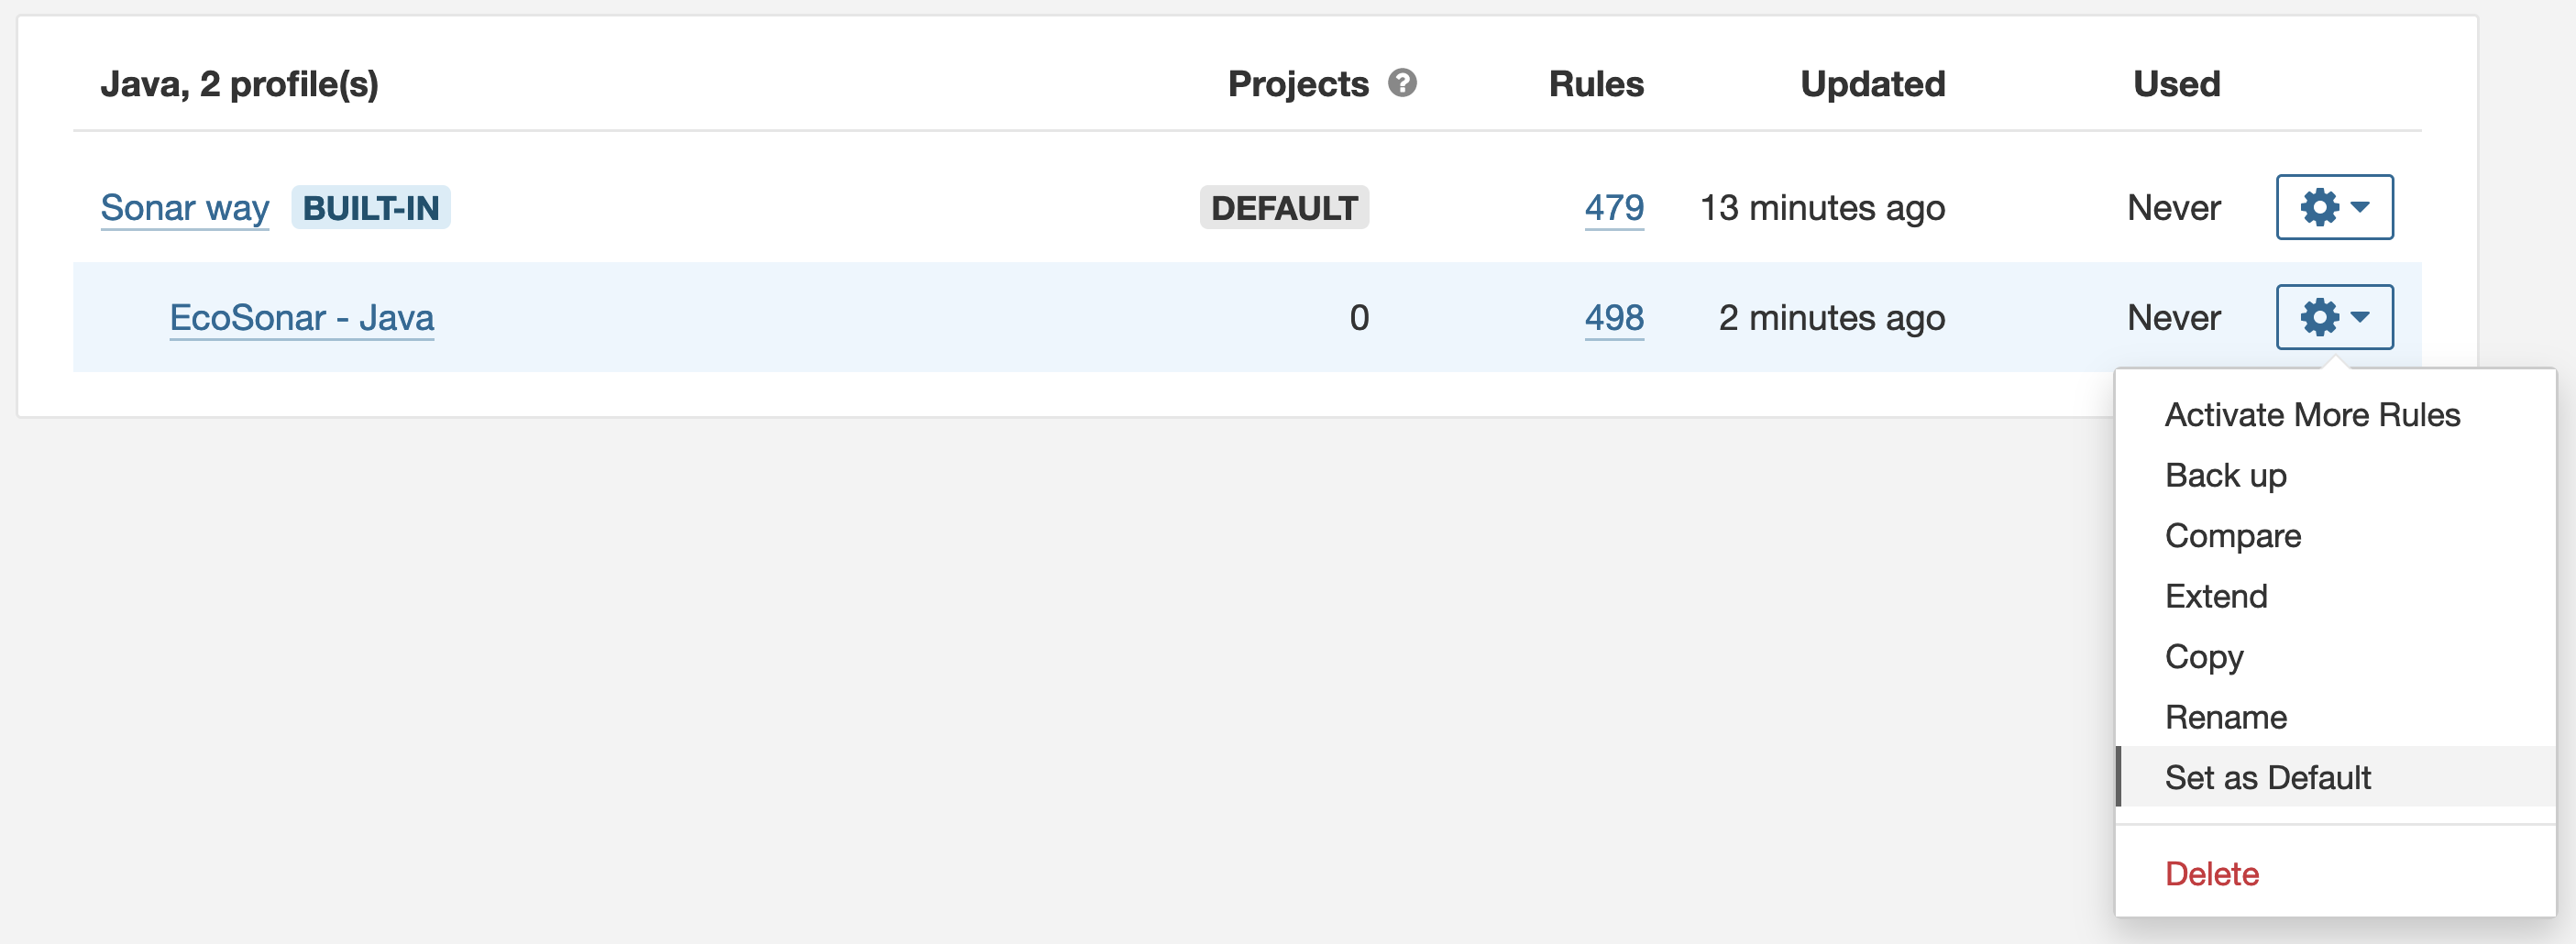 Java, 2 profile(s) Projects ? Rules Updated Used
Sonar way BUILT-IN DEFAULT 479 13 minutes ago Never
EcoSonar - Java 0 498 2 minutes ago Never
Activate More Rules
Back up
Compare
Extend
Copy
Rename
Set as Default
Delete